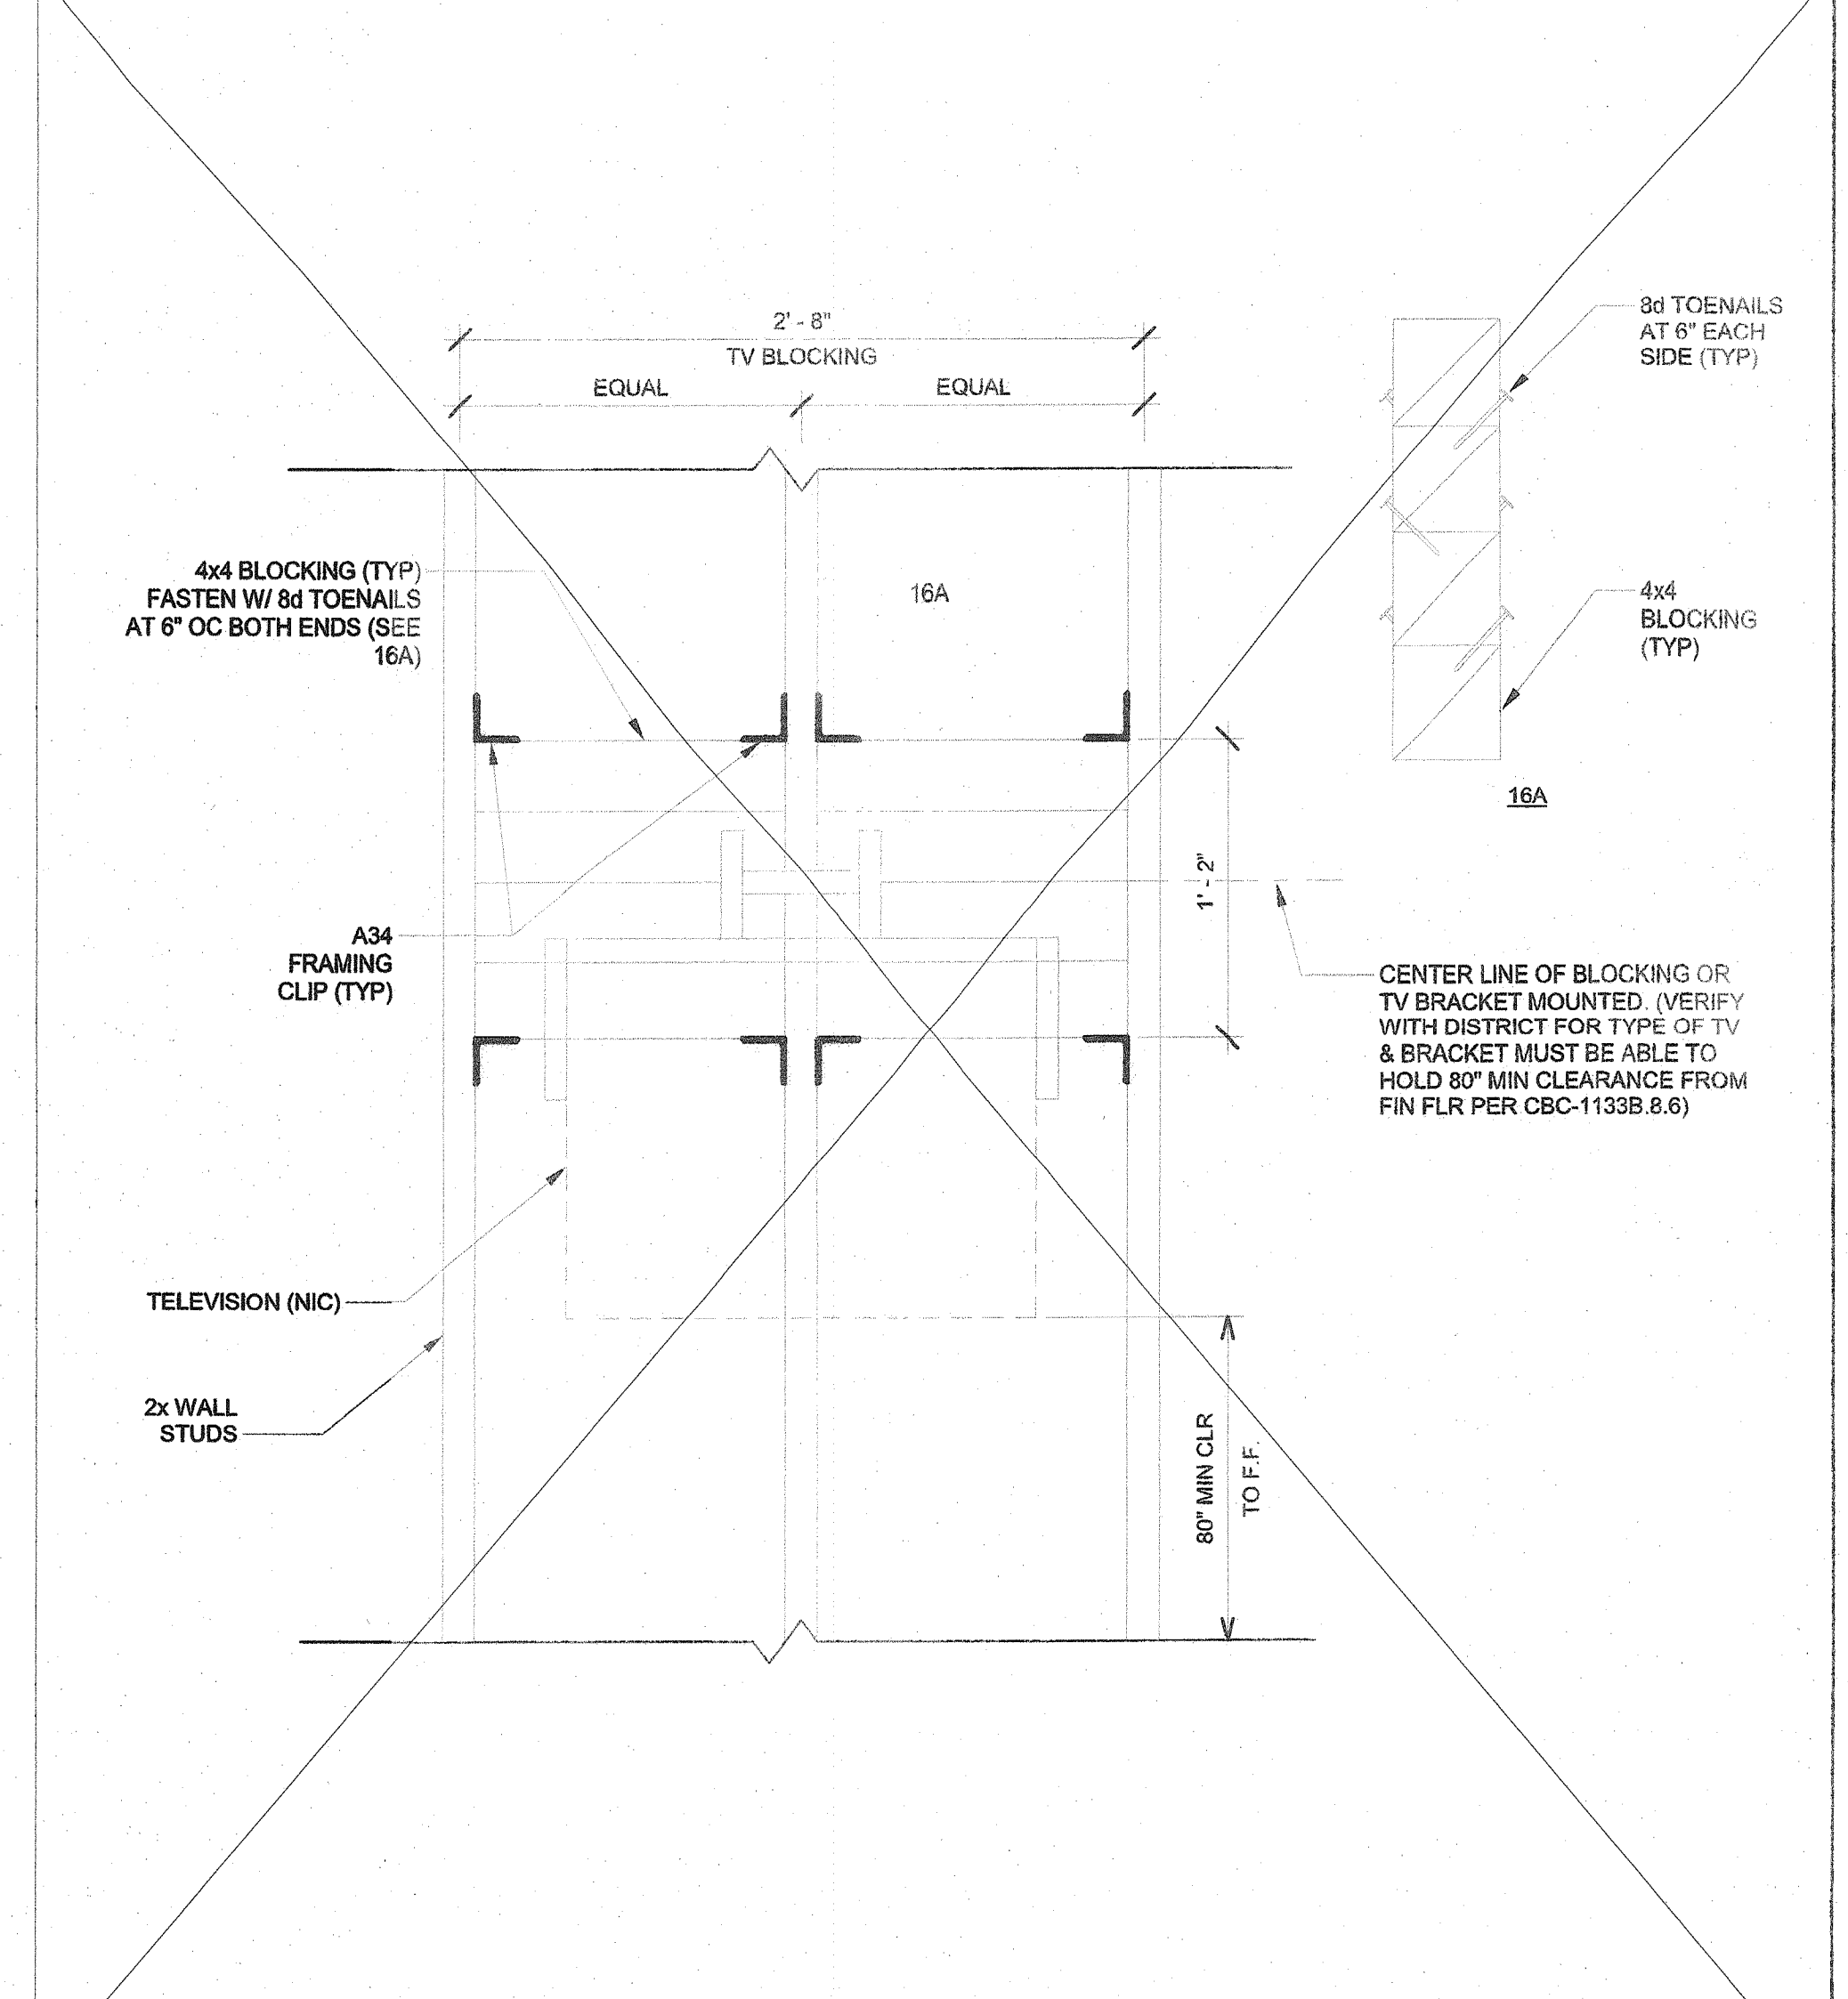 2' - 8"
TV BLOCKING
EQUAL
EQUAL
8d TOENAILS
AT 6" EACH
SIDE (TYP)
4x4 BLOCKING (TYP)
FASTEN W/ 8d TOENAILS
AT 6" OC BOTH ENDS (SEE
16A)
16A
4x4
BLOCKING
(TYP)
16A
1' - 2"
A34
FRAMING
CLIP (TYP)
CENTER LINE OF BLOCKING OR
TV BRACKET MOUNTED. (VERIFY
WITH DISTRICT FOR TYPE OF TV
& BRACKET MUST BE ABLE TO
HOLD 80" MIN CLEARANCE FROM
FIN FLR PER CBC-1133B.8.6)
TELEVISION (NIC)
2x WALL
STUDS
80" MIN CLR
TO F.F.